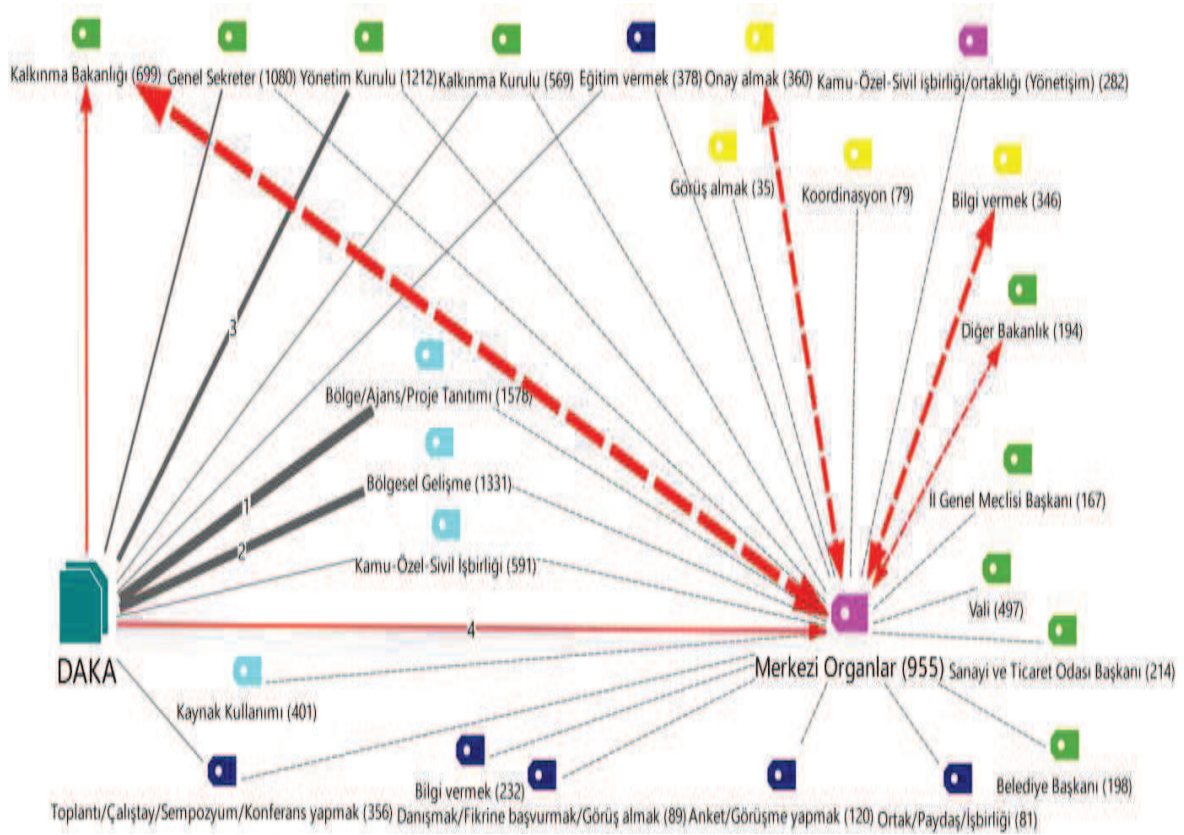 Kalkınma Bakanlığı (699) Genel Sekreter (1080) Yönetim Kurulu (1212) Kalkınma Kurulu (569) Eğitim vermek (378) Onay almak (360) Kamu-Özel-Sivil işbirliği/ortaklığı (Yönetişim) (282)
Görüş almak (35) Koordinasyon (79) Bilgi vermek (346)
Diğer Bakanlık (194)
3
Bölge/Ajans/Proje Tanıtımı (1578)
Bölgesel Gelişme (1331)
İl Genel Meclisi Başkanı (167)
1
2
Kamu-Özel-Sivil İşbirliği (591)
Vali (497)
4
DAKA
Merkezi Organlar (955) Sanayi ve Ticaret Odası Başkanı (214)
Kaynak Kullanımı (401)
Bilgi vermek (232)
Belediye Başkanı (198)
Toplantı/Çalıştay/Sempozyum/Konferans yapmak (356) Danışmak/Fikrine başvurmak/Görüş almak (89) Anket/Görüşme yapmak (120) Ortak/Paydaş/İşbirliği (81)